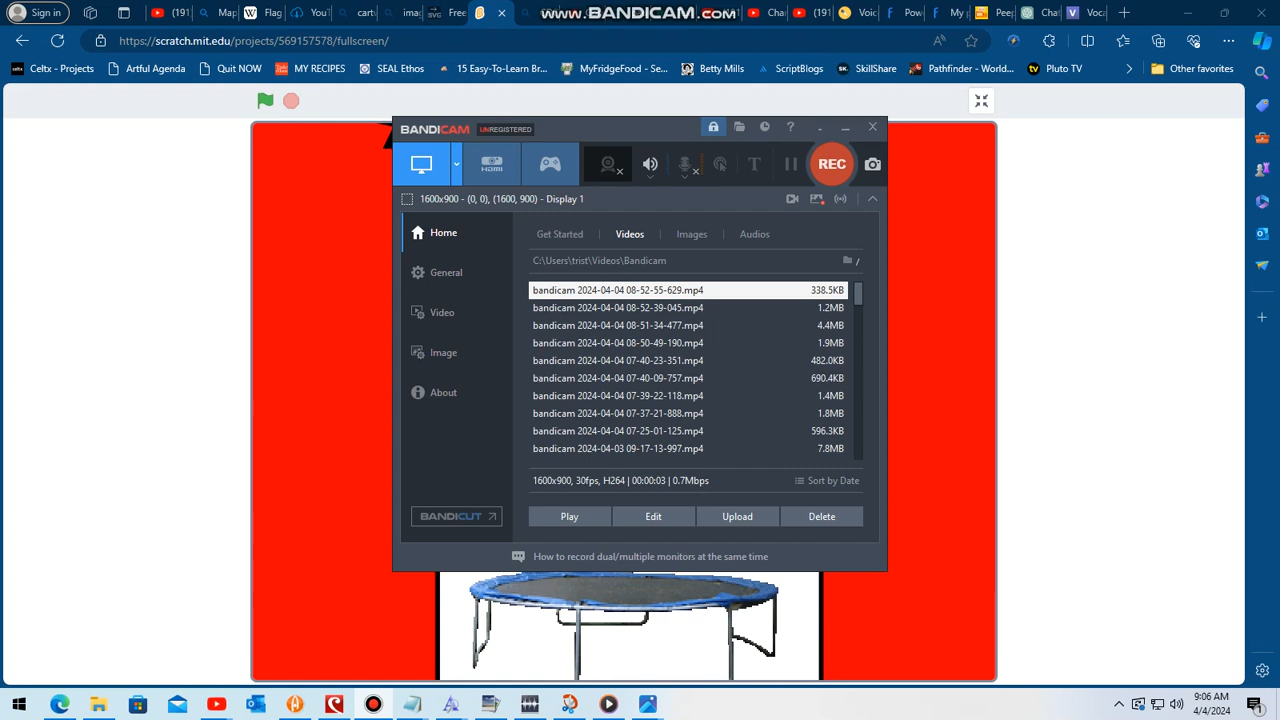 Sign in
(191
Map
Flag
YouT
cart
imag
SVG Free
WWW.BANDICAM.COM
Ch
(191
Voic
Pow
My p
Peep
Chat
V Voca
https://scratch.mit.edu/projects/569157578/fullscreen/
Celtx - Projects
Artful Agenda
Quit NOW
MY RECIPES
SEAL Ethos
15 Easy-To-Learn Br...
MyFridgeFood - Se...
Betty Mills
ScriptBlogs
SK. SkillShare
Pathfinder - World...
tv Pluto TV
Other favorites
BANDICAM UNREGISTERED
HDMI
T
REC
1600x900 - (0, 0), (1600, 900) - Display 1
Home
General
Video
Image
About
BANDICUT
Get Started
Videos
Images
Audios
C:\Users\trist\Videos\Bandicam
bandicam 2024-04-04 08-52-55-629.mp4 338.5KB
bandicam 2024-04-04 08-52-39-045.mp4 1.2MB
bandicam 2024-04-04 08-51-34-477.mp4 4.4MB
bandicam 2024-04-04 08-50-49-190.mp4 1.9MB
bandicam 2024-04-04 07-40-23-351.mp4 482.0KB
bandicam 2024-04-04 07-40-09-757.mp4 690.4KB
bandicam 2024-04-04 07-39-22-118.mp4 1.4MB
bandicam 2024-04-04 07-37-21-888.mp4 1.8MB
bandicam 2024-04-04 07-25-01-125.mp4 596.3KB
bandicam 2024-04-03 09-17-13-997.mp4 7.8MB
1600x900, 30fps, H264 | 00:00:03 | 0.7Mbps
Sort by Date
Play
Edit
Upload
Delete
How to record dual/multiple monitors at the same time
9:06 AM
4/4/2024